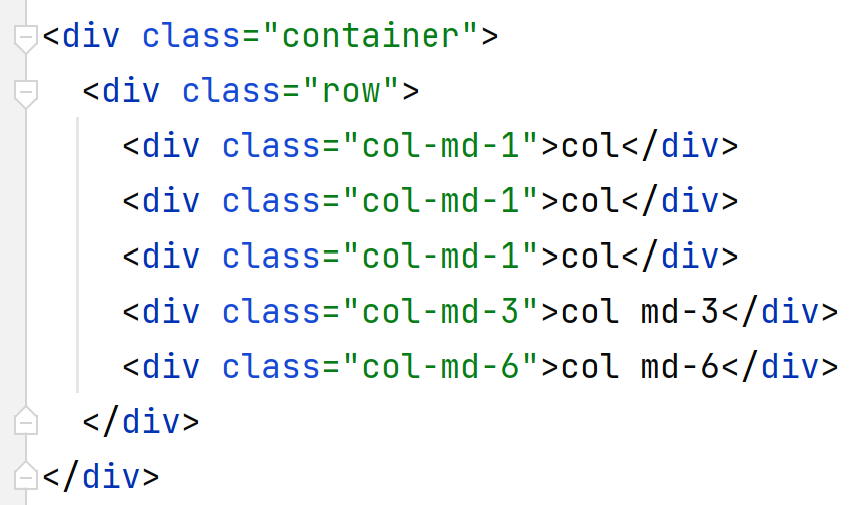 <div class="container">
  <div class="row">
    <div class="col-md-1">col</div>
    <div class="col-md-1">col</div>
    <div class="col-md-1">col</div>
    <div class="col-md-3">col md-3</div>
    <div class="col-md-6">col md-6</div>
  </div>
</div>